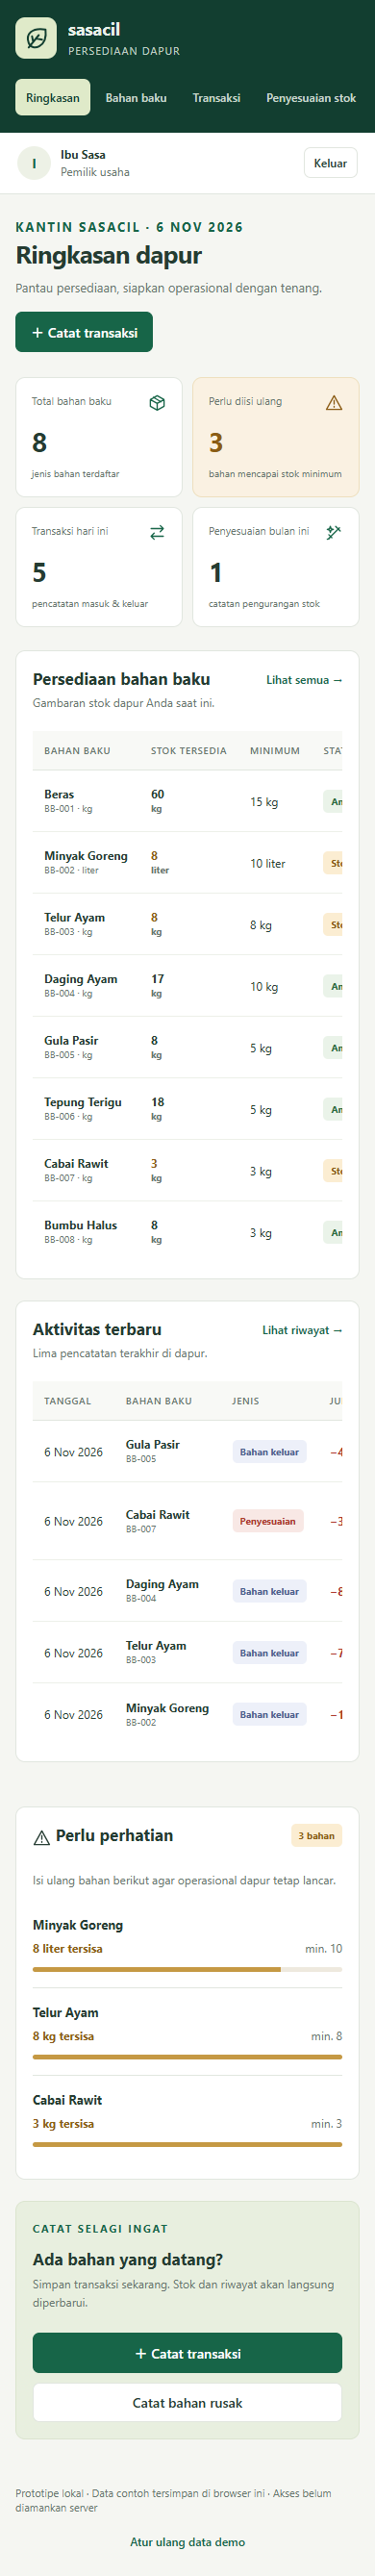 sasacil
PERSEDIAAN DAPUR
Ringkasan Bahan baku Transaksi Penyesuaian stok
I
Ibu Sasa
Pemilik usaha
Keluar
KANTIN SASACIL · 6 NOV 2026
Ringkasan dapur
Pantau persediaan, siapkan operasional dengan tenang.
+ Catat transaksi
Total bahan baku
8
jenis bahan terdaftar
Perlu diisi ulang
3
bahan mencapai stok minimum
Transaksi hari ini
5
pencatatan masuk & keluar
Penyesuaian bulan ini
1
catatan pengurangan stok
Persediaan bahan baku
Lihat semua →
Gambaran stok dapur Anda saat ini.
BAHAN BAKU STOK TERSEDIA MINIMUM
Beras 60 15 kg
BB-001 · kg kg
Minyak Goreng 8 10 liter
BB-002 · liter liter
Telur Ayam 8 8 kg
BB-003 · kg kg
Daging Ayam 17 10 kg
BB-004 · kg kg
Gula Pasir 8 5 kg
BB-005 · kg kg
Tepung Terigu 18 5 kg
BB-006 · kg kg
Cabai Rawit 3 3 kg
BB-007 · kg kg
Bumbu Halus 8 3 kg
BB-008 · kg kg
Aktivitas terbaru
Lihat riwayat →
Lima pencatatan terakhir di dapur.
TANGGAL BAHAN BAKU JENIS
6 Nov 2026 Gula Pasir Bahan keluar −4
BB-005
6 Nov 2026 Cabai Rawit Penyesuaian −3
BB-007
6 Nov 2026 Daging Ayam Bahan keluar −8
BB-004
6 Nov 2026 Telur Ayam Bahan keluar −7
BB-003
6 Nov 2026 Minyak Goreng Bahan keluar −1
BB-002
Perlu perhatian
3 bahan
Isi ulang bahan berikut agar operasional dapur tetap lancar.
Minyak Goreng
8 liter tersisa min. 10
Telur Ayam
8 kg tersisa min. 8
Cabai Rawit
3 kg tersisa min. 3
CATAT SELAGI INGAT
Ada bahan yang datang?
Simpan transaksi sekarang. Stok dan riwayat akan langsung
diperbarui.
+ Catat transaksi
Catat bahan rusak
Prototipe lokal · Data contoh tersimpan di browser ini · Akses belum
diamankan server
Atur ulang data demo